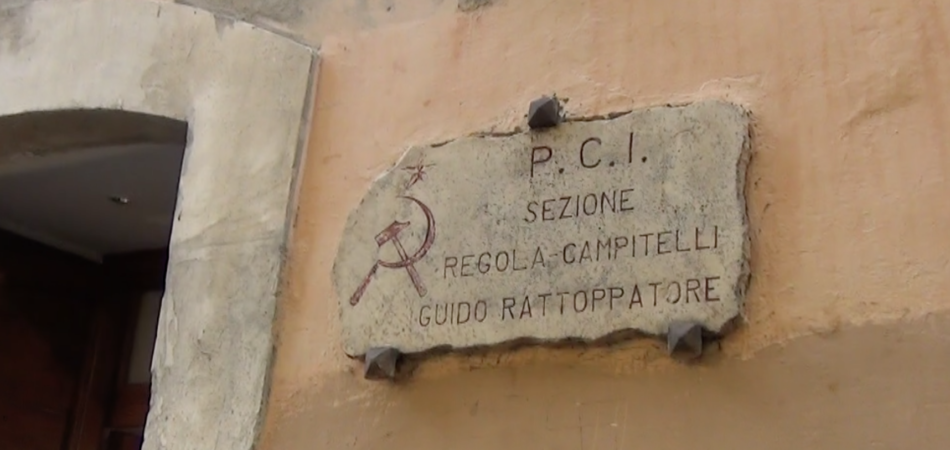 P. C. I.
SEZIONE
REGOLA-CAMPITELLI
GUIDO RATTOPPATORE